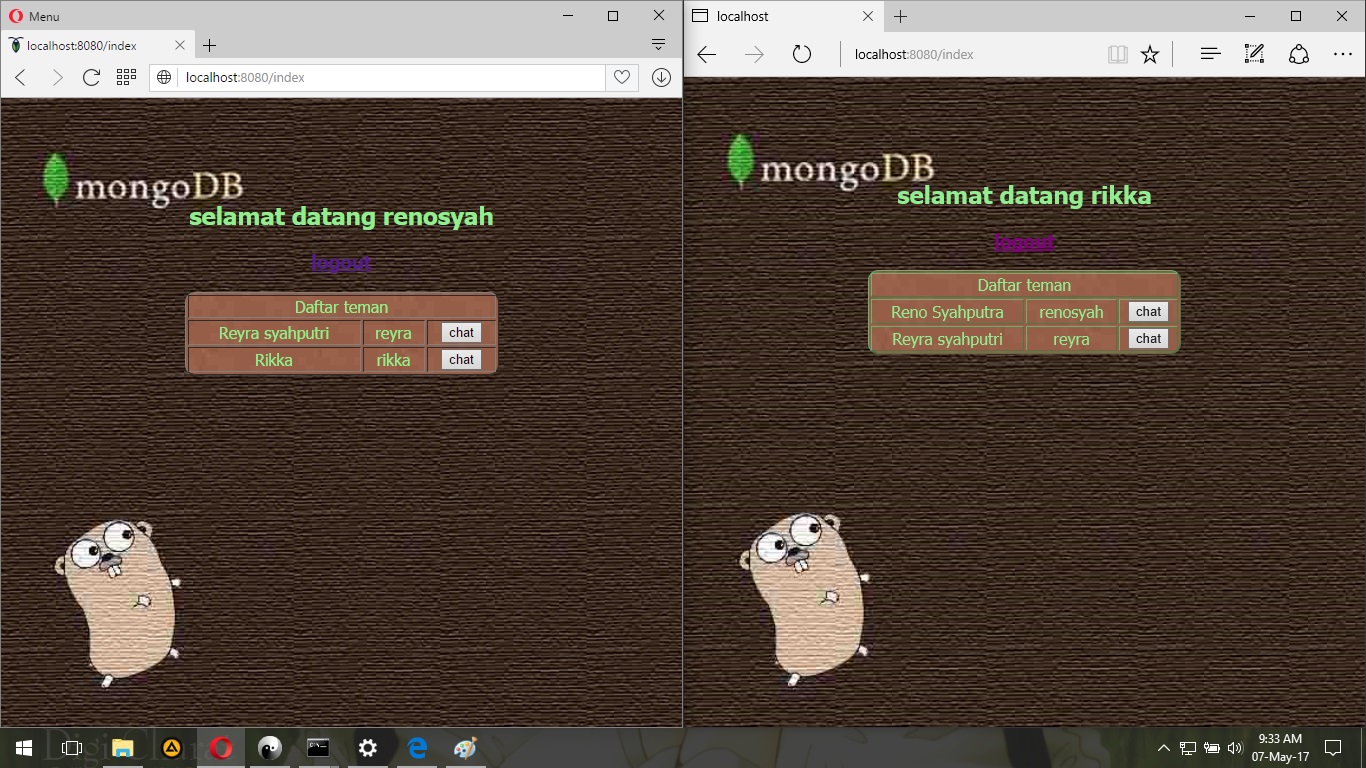 Menu
localhost:8080/index
localhost:8080/index
mongoDB
selamat datang renosyah
logout
Daftar teman
Reyra syahputri reyra chat
Rikka rikka chat
localhost
localhost:8080/index
mongoDB
selamat datang rikka
logout
Daftar teman
Reno Syahputra renosyah chat
Reyra syahputri reyra chat
9:33 AM
07-May-17